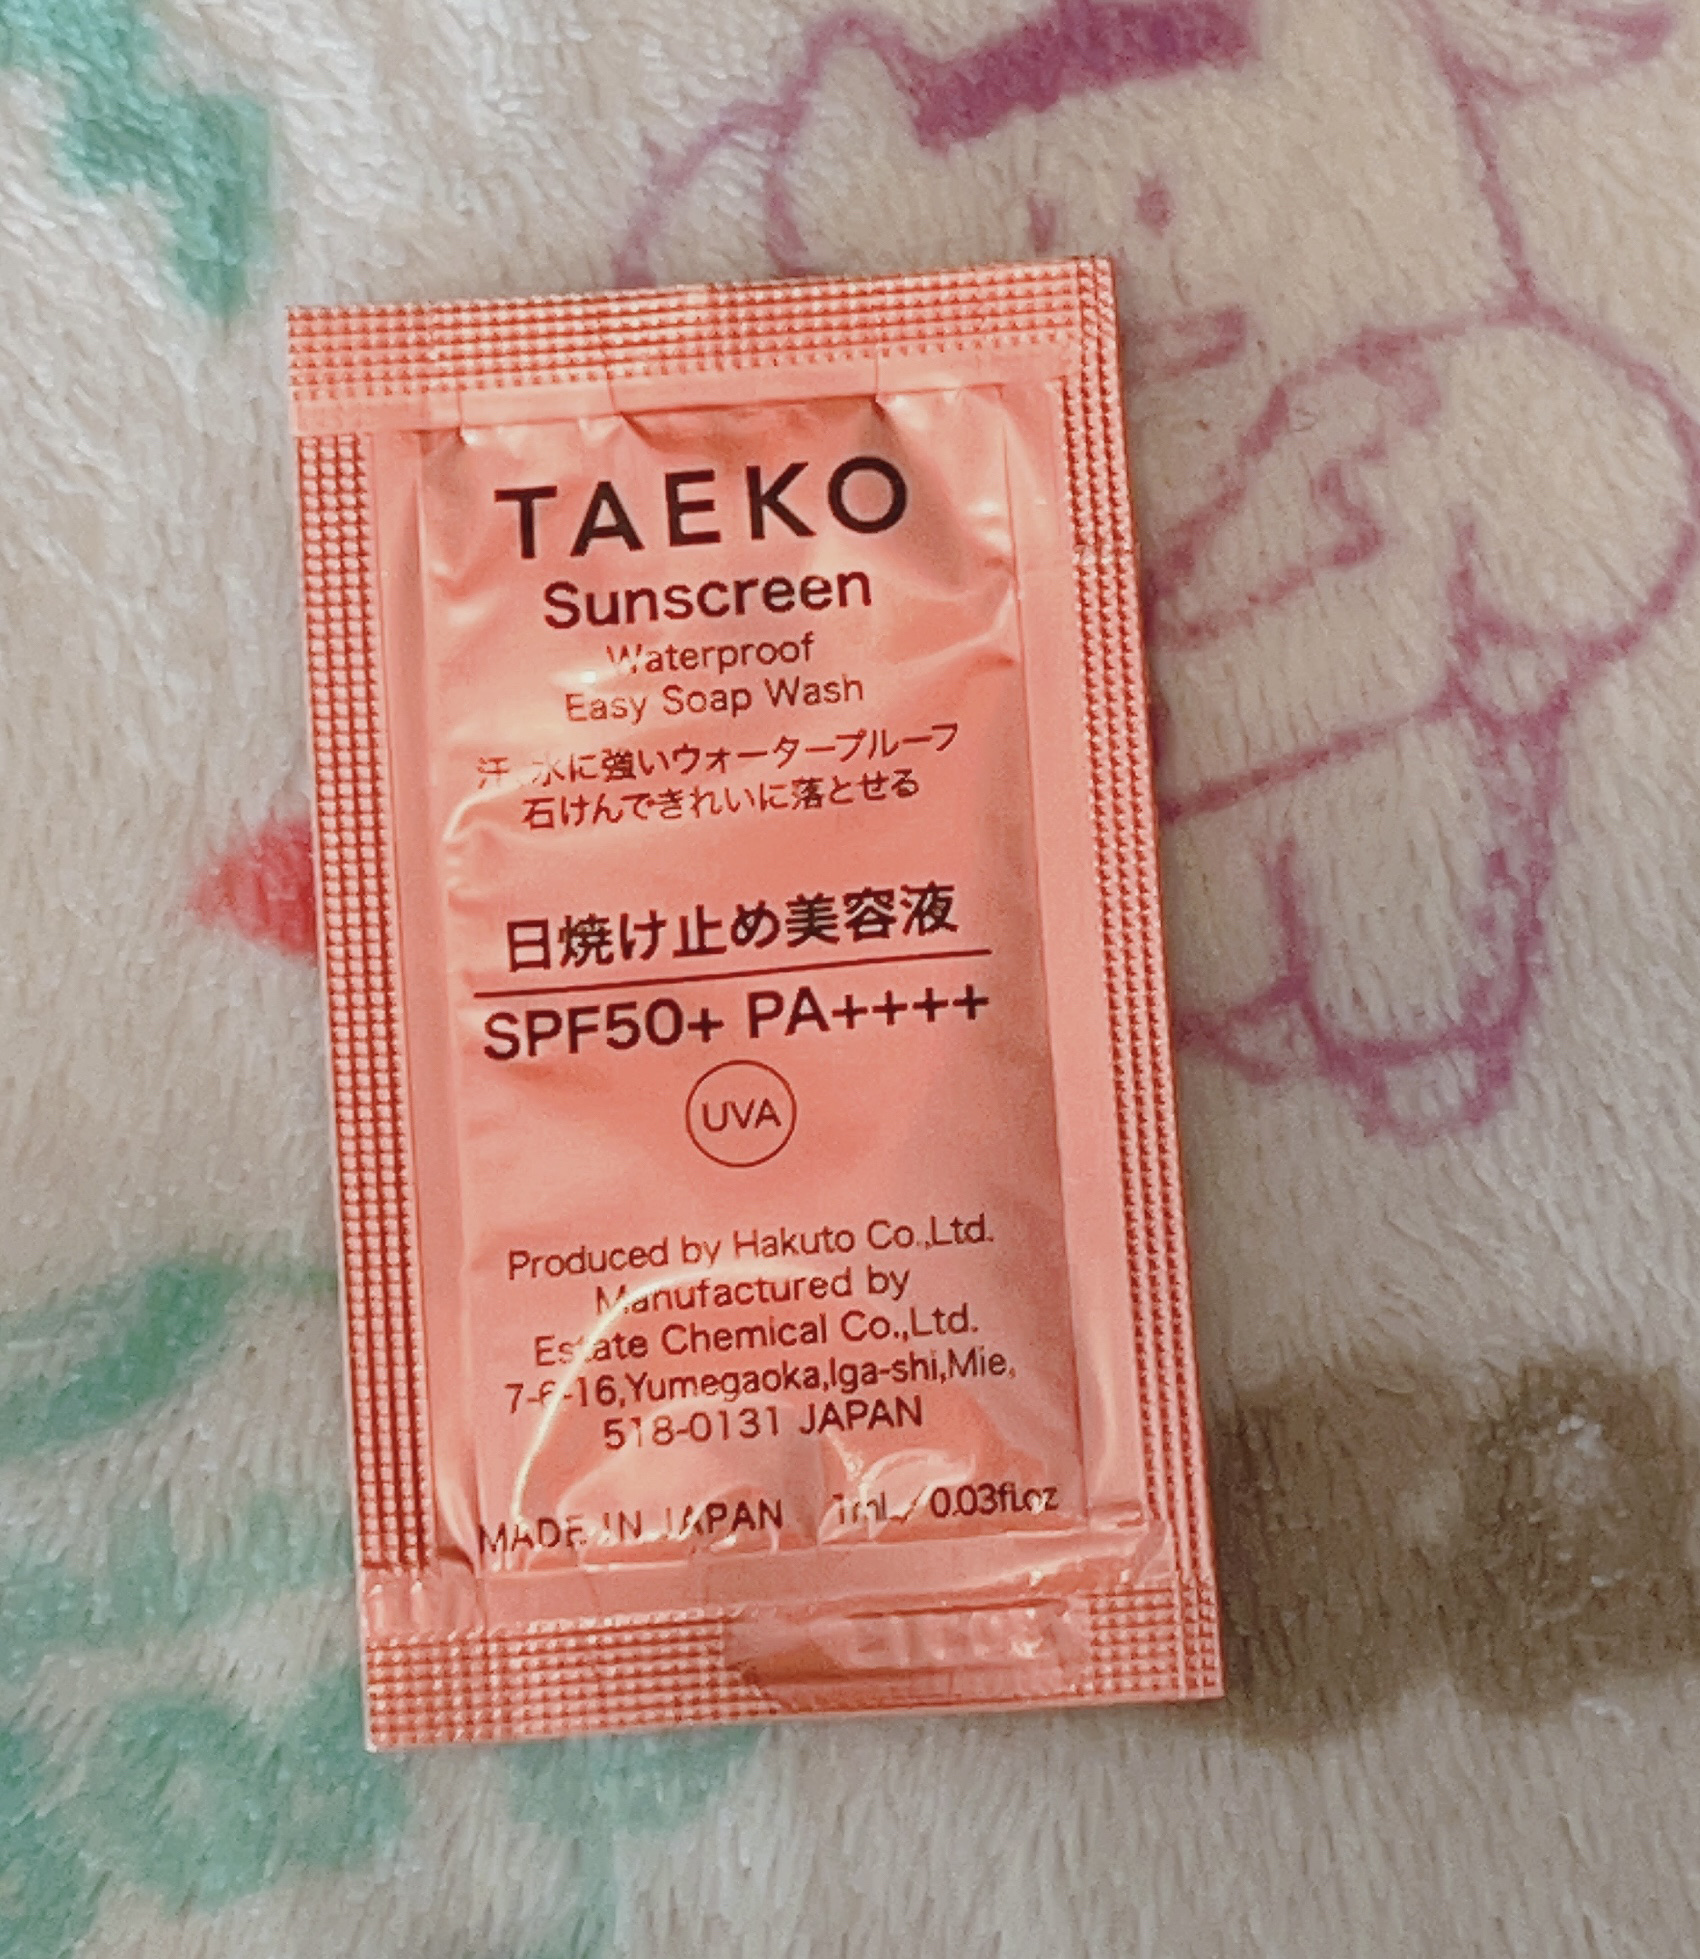 TAEKO
Sunscreen
Waterproof
Easy Soap Wash
汗、水に強いウォータープルーフ
石けんできれいに落とせる
日焼け止め美容液
SPF50+ PA++++
UVA
Produced by Hakuto Co.,Ltd.
Manufactured by
Estate Chemical Co.,Ltd.
7-6-16,Yumegaoka,Iga-shi,Mie,
518-0131 JAPAN
MADE IN JAPAN 1mL/0.03fl.oz